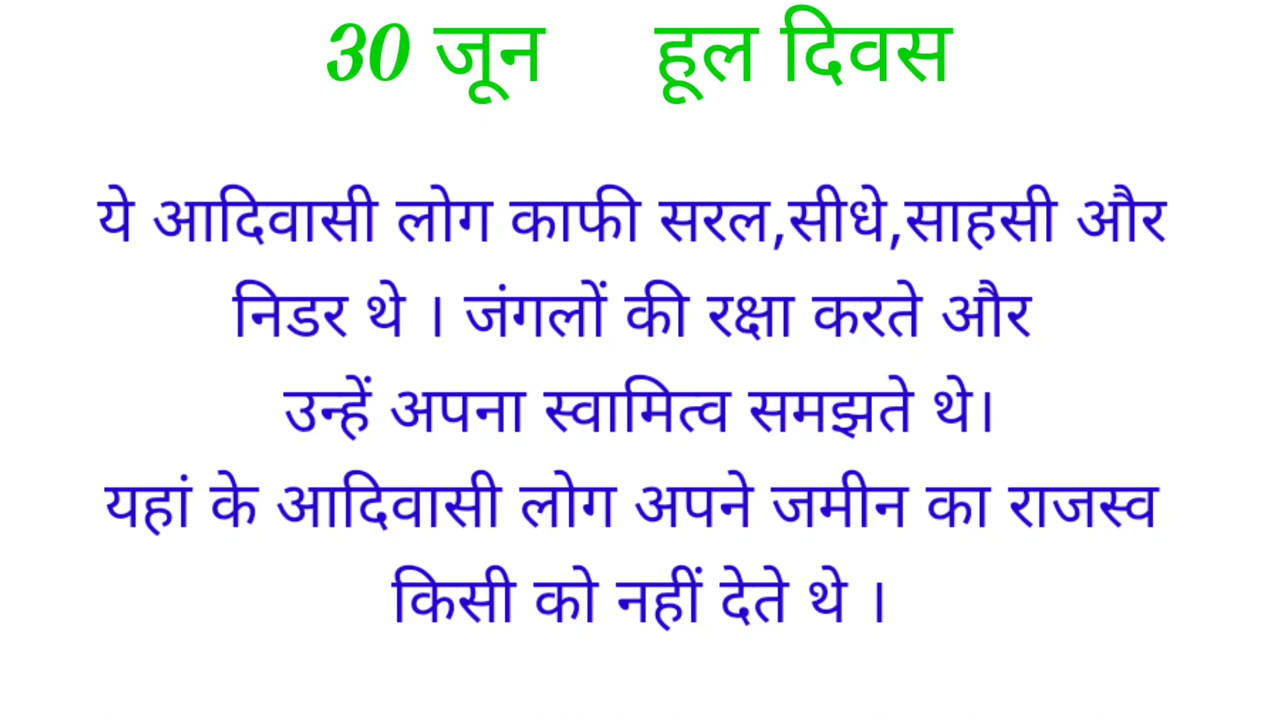 30 जून हूल दिवस
ये आदिवासी लोग काफी सरल,सीधे,साहसी और
निडर थे । जंगलों की रक्षा करते और
उन्हें अपना स्वामित्व समझते थे।
यहां के आदिवासी लोग अपने जमीन का राजस्व
किसी को नहीं देते थे ।